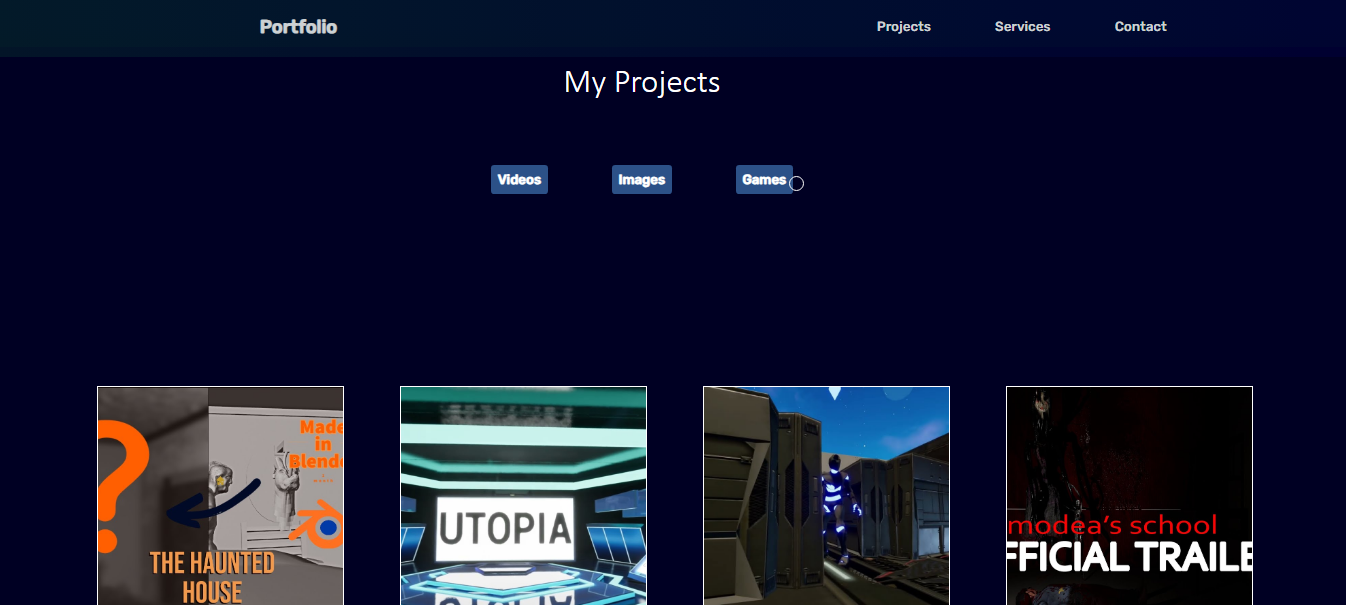 Portfolio
Projects Services Contact
My Projects
Videos Images Games
Made
in
Blende
THE HAUNTED
HOUSE
UTOPIA
modea's school
FFICIAL TRAILE